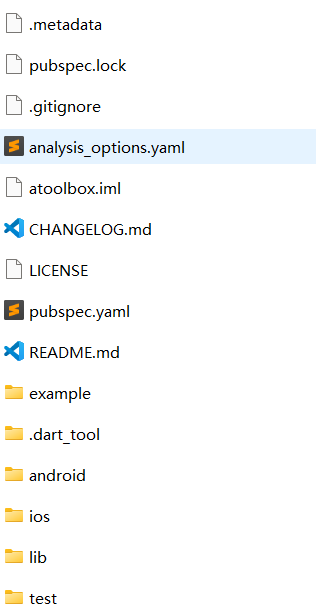 .metadata
pubspec.lock
.gitignore
analysis_options.yaml
atoolbox.iml
CHANGELOG.md
LICENSE
pubspec.yaml
README.md
example
.dart_tool
android
ios
lib
test